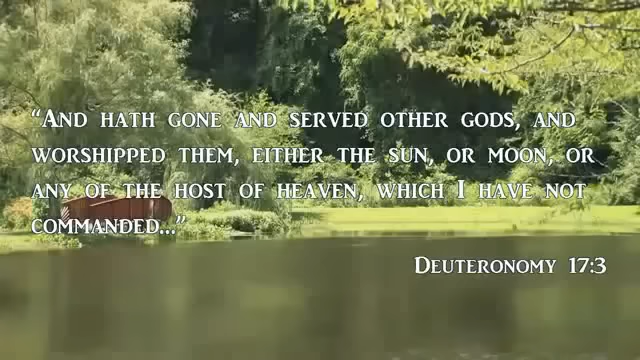 “And hath gone and served other gods, and
worshipped them, either the sun, or moon, or
any of the host of heaven, which I have not
commanded...”
Deuteronomy 17:3